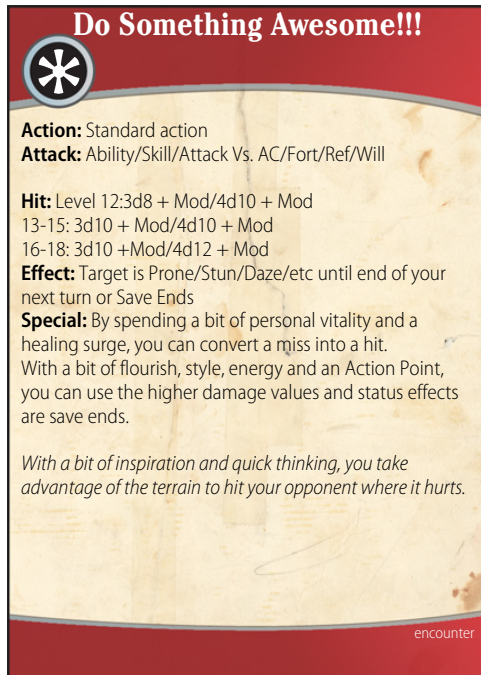 Do Something Awesome!!!
Action: Standard action
Attack: Ability/Skill/Attack Vs. AC/Fort/Ref/Will
Hit: Level 12:3d8 + Mod/4d10 + Mod
13-15: 3d10 + Mod/4d10 + Mod
16-18: 3d10 +Mod/4d12 + Mod
Effect: Target is Prone/Stun/Daze/etc until end of your
next turn or Save Ends
Special: By spending a bit of personal vitality and a
healing surge, you can convert a miss into a hit.
With a bit of flourish, style, energy and an Action Point,
you can use the higher damage values and status effects
are save ends.
With a bit of inspiration and quick thinking, you take
advantage of the terrain to hit your opponent where it hurts.
encounter